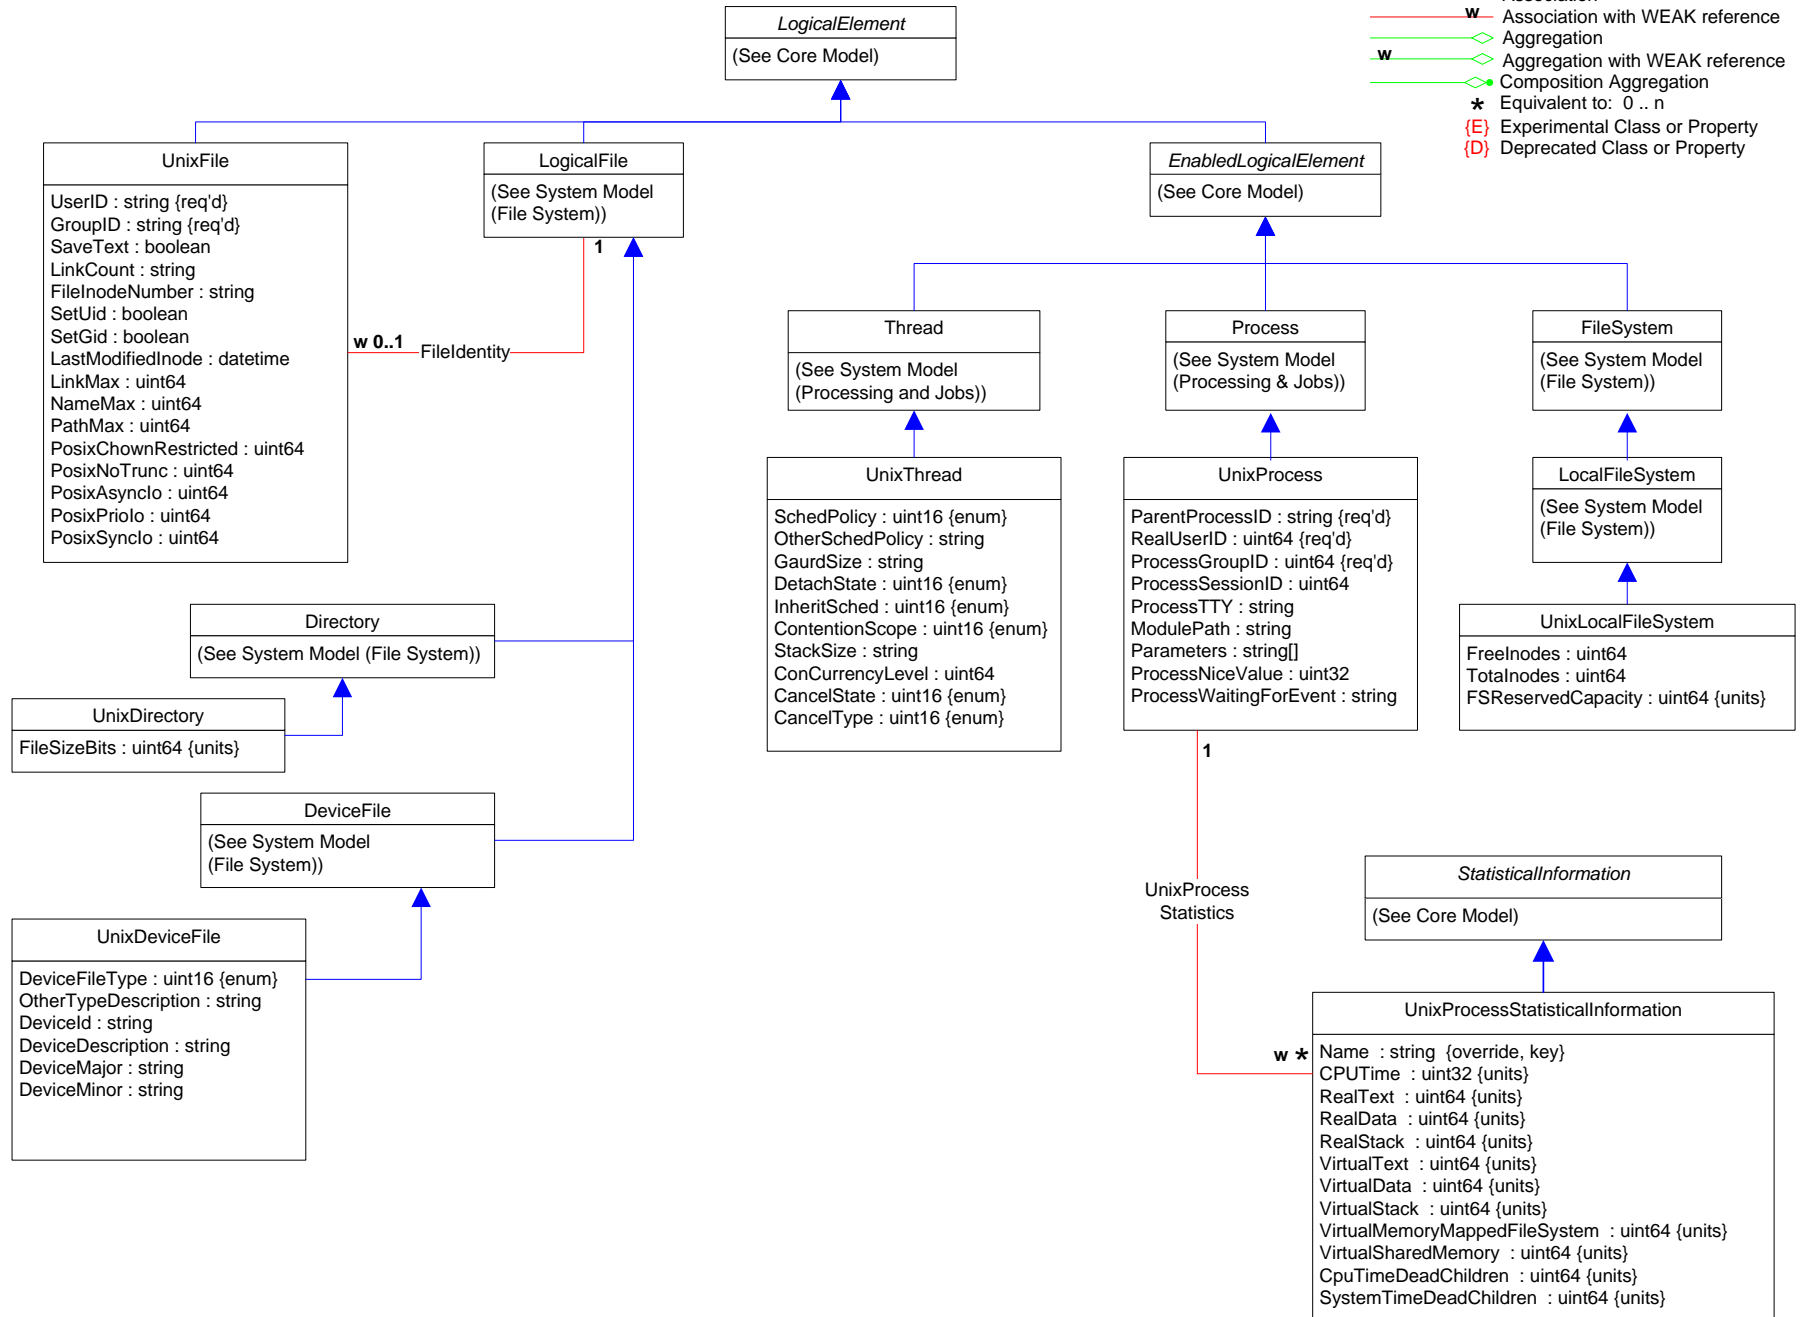 LogicalElement
(See Core Model)
Association
w
Association with WEAK reference
Aggregation
w
Aggregation with WEAK reference
Composition Aggregation
* Equivalent to: 0 .. n
{E} Experimental Class or Property
{D} Deprecated Class or Property
UnixFile
UserID : string {req'd}
GroupID : string {req'd}
SaveText : boolean
LinkCount : string
FileInodeNumber : string
SetUid : boolean
SetGid : boolean
LastModifiedInode : datetime
LinkMax : uint64
NameMax : uint64
PathMax : uint64
PosixChownRestricted : uint64
PosixNoTrunc : uint64
PosixAsyncIo : uint64
PosixPrioIo : uint64
PosixSyncIo : uint64
LogicalFile
(See System Model
(File System))
1
w 0..1
FileIdentity
EnabledLogicalElement
(See Core Model)
Thread
(See System Model
(Processing and Jobs))
Process
(See System Model
(Processing & Jobs))
FileSystem
(See System Model
(File System))
UnixThread
SchedPolicy : uint16 {enum}
OtherSchedPolicy : string
GaurdSize : string
DetachState : uint16 {enum}
InheritSched : uint16 {enum}
ContentionScope : uint16 {enum}
StackSize : string
ConCurrencyLevel : uint64
CancelState : uint16 {enum}
CancelType : uint16 {enum}
UnixProcess
ParentProcessID : string {req'd}
RealUserID : uint64 {req'd}
ProcessGroupID : uint64 {req'd}
ProcessSessionID : uint64
ProcessTTY : string
ModulePath : string
Parameters : string[]
ProcessNiceValue : uint32
ProcessWaitingForEvent : string
LocalFileSystem
(See System Model
(File System))
UnixLocalFileSystem
FreeInodes : uint64
TotaInodes : uint64
FSReservedCapacity : uint64 {units}
Directory
(See System Model (File System))
UnixDirectory
FileSizeBits : uint64 {units}
DeviceFile
(See System Model
(File System))
UnixDeviceFile
DeviceFileType : uint16 {enum}
OtherTypeDescription : string
DeviceId : string
DeviceDescription : string
DeviceMajor : string
DeviceMinor : string
1
UnixProcess
Statistics
w *
StatisticalInformation
(See Core Model)
UnixProcessStatisticalInformation
Name : string {override, key}
CPUTime : uint32 {units}
RealText : uint64 {units}
RealData : uint64 {units}
RealStack : uint64 {units}
VirtualText : uint64 {units}
VirtualData : uint64 {units}
VirtualStack : uint64 {units}
VirtualMemoryMappedFileSystem : uint64 {units}
VirtualSharedMemory : uint64 {units}
CpuTimeDeadChildren : uint64 {units}
SystemTimeDeadChildren : uint64 {units}